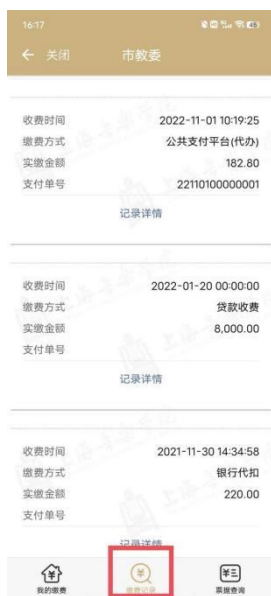 16:17
← 关闭 市教委
收费时间 2022-11-01 10:19:25
缴费方式 公共支付平台(代办)
实缴金额 182.80
支付单号 22110100000001
记录详情
收费时间 2022-01-20 00:00:00
缴费方式 贷款收费
实缴金额 8,000.00
支付单号
记录详情
收费时间 2021-11-30 14:34:58
缴费方式 银行代扣
实缴金额 220.00
支付单号
记录详情
我的缴费 缴费记录 票据查询